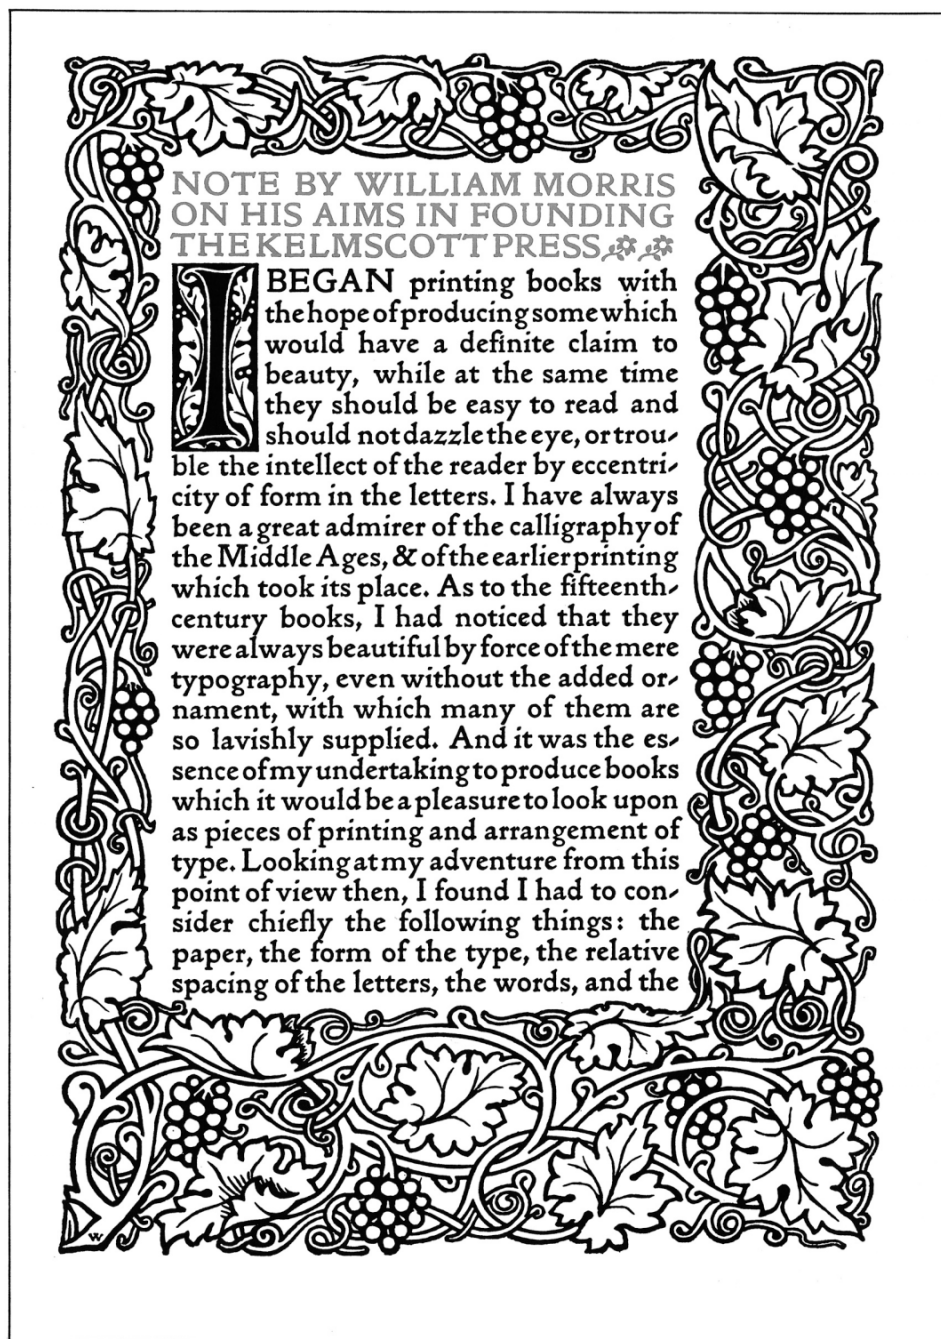 NOTE BY WILLIAM MORRIS
ON HIS AIMS IN FOUNDING
THE KELMSCOTT PRESS
I BEGAN printing books with
the hope of producing some which
would have a definite claim to
beauty, while at the same time
they should be easy to read and
should not dazzle the eye, or trou-
ble the intellect of the reader by eccentri-
city of form in the letters. I have always
been a great admirer of the calligraphy of
the Middle Ages, & of the earlier printing
which took its place. As to the fifteenth-
century books, I had noticed that they
were always beautiful by force of the mere
typography, even without the added or-
nament, with which many of them are
so lavishly supplied. And it was the es-
sence of my undertaking to produce books
which it would be a pleasure to look upon
as pieces of printing and arrangement of
type. Looking at my adventure from this
point of view then, I found I had to con-
sider chiefly the following things: the
paper, the form of the type, the relative
spacing of the letters, the words, and the
W